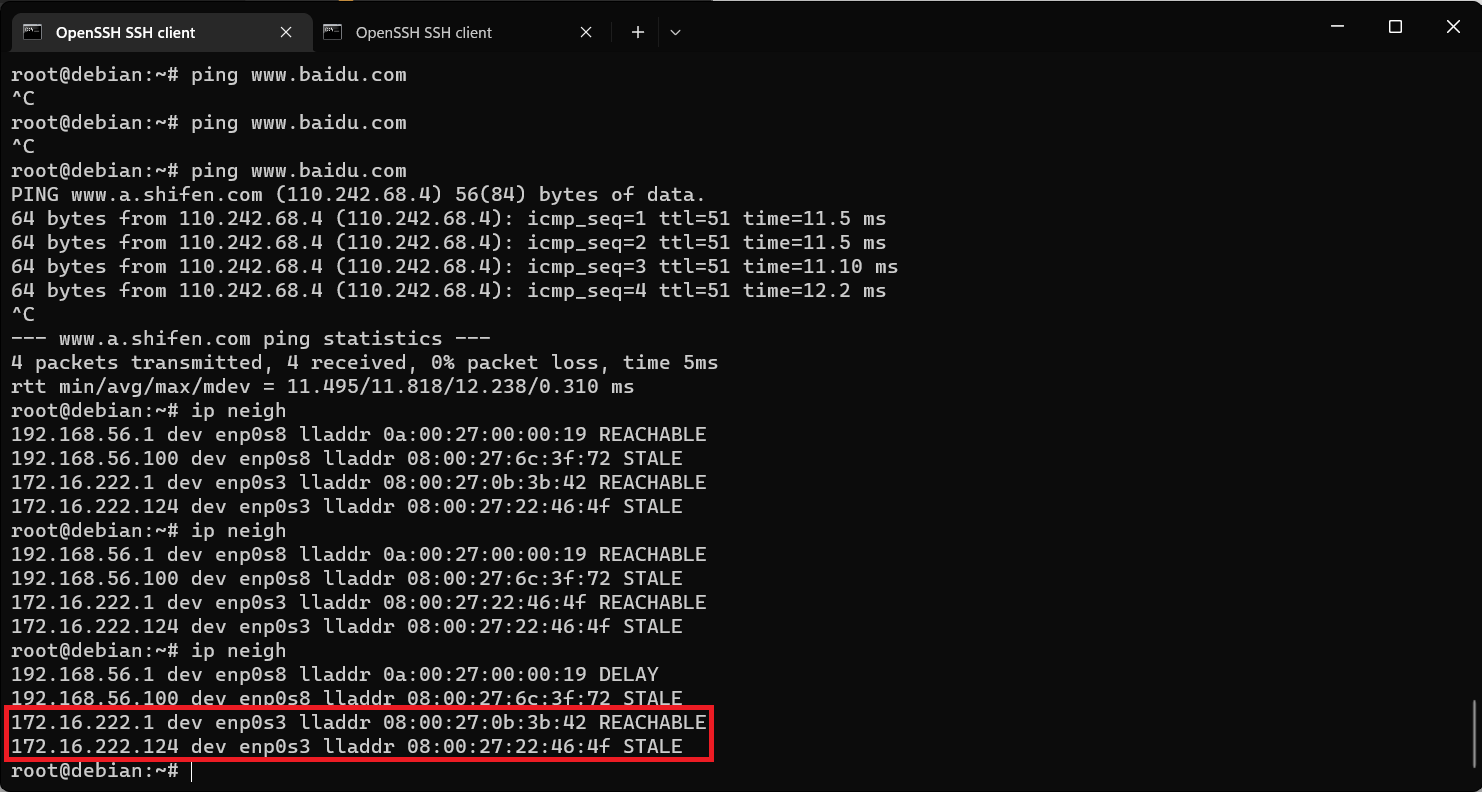 OpenSSH SSH client
OpenSSH SSH client
root@debian:~# ping www.baidu.com
^C
root@debian:~# ping www.baidu.com
^C
root@debian:~# ping www.baidu.com
PING www.a.shifen.com (110.242.68.4) 56(84) bytes of data.
64 bytes from 110.242.68.4 (110.242.68.4): icmp_seq=1 ttl=51 time=11.5 ms
64 bytes from 110.242.68.4 (110.242.68.4): icmp_seq=2 ttl=51 time=11.5 ms
64 bytes from 110.242.68.4 (110.242.68.4): icmp_seq=3 ttl=51 time=11.10 ms
64 bytes from 110.242.68.4 (110.242.68.4): icmp_seq=4 ttl=51 time=12.2 ms
^C
--- www.a.shifen.com ping statistics ---
4 packets transmitted, 4 received, 0% packet loss, time 5ms
rtt min/avg/max/mdev = 11.495/11.818/12.238/0.310 ms
root@debian:~# ip neigh
192.168.56.1 dev enp0s8 lladdr 0a:00:27:00:00:19 REACHABLE
192.168.56.100 dev enp0s8 lladdr 08:00:27:6c:3f:72 STALE
172.16.222.1 dev enp0s3 lladdr 08:00:27:0b:3b:42 REACHABLE
172.16.222.124 dev enp0s3 lladdr 08:00:27:22:46:4f STALE
root@debian:~# ip neigh
192.168.56.1 dev enp0s8 lladdr 0a:00:27:00:00:19 REACHABLE
192.168.56.100 dev enp0s8 lladdr 08:00:27:6c:3f:72 STALE
172.16.222.1 dev enp0s3 lladdr 08:00:27:22:46:4f REACHABLE
172.16.222.124 dev enp0s3 lladdr 08:00:27:22:46:4f STALE
root@debian:~# ip neigh
192.168.56.1 dev enp0s8 lladdr 0a:00:27:00:00:19 DELAY
192.168.56.100 dev enp0s8 lladdr 08:00:27:6c:3f:72 STALE
172.16.222.1 dev enp0s3 lladdr 08:00:27:0b:3b:42 REACHABLE
172.16.222.124 dev enp0s3 lladdr 08:00:27:22:46:4f STALE
root@debian:~#